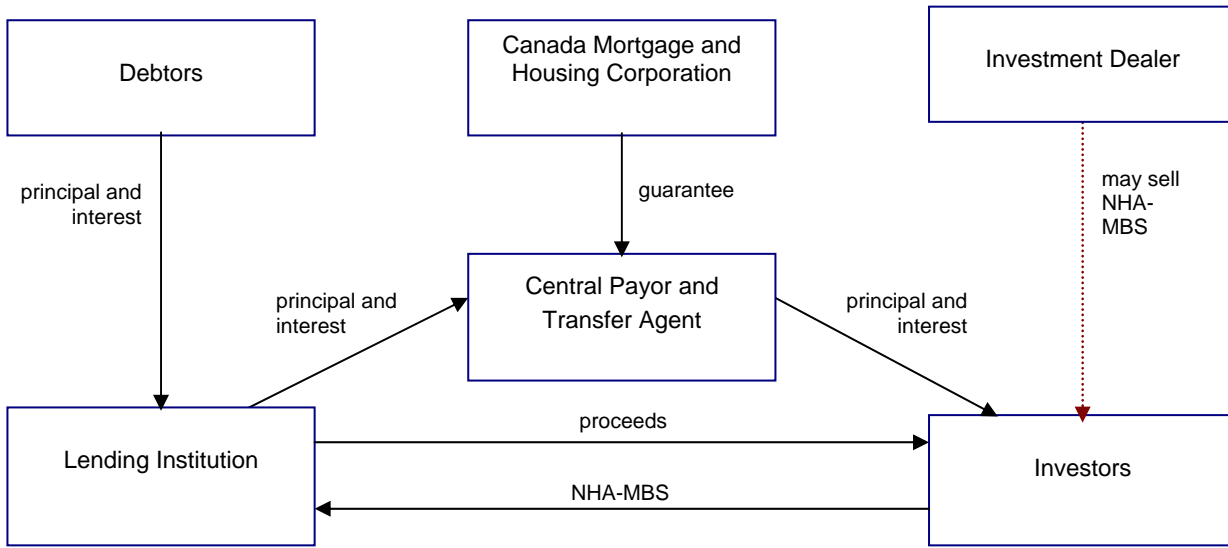 Debtors
Canada Mortgage and
Housing Corporation
Investment Dealer
principal and
interest
guarantee
may sell
NHA-
MBS
Central Payor and
Transfer Agent
principal and
interest
principal and
interest
Lending Institution
proceeds
NHA-MBS
Investors